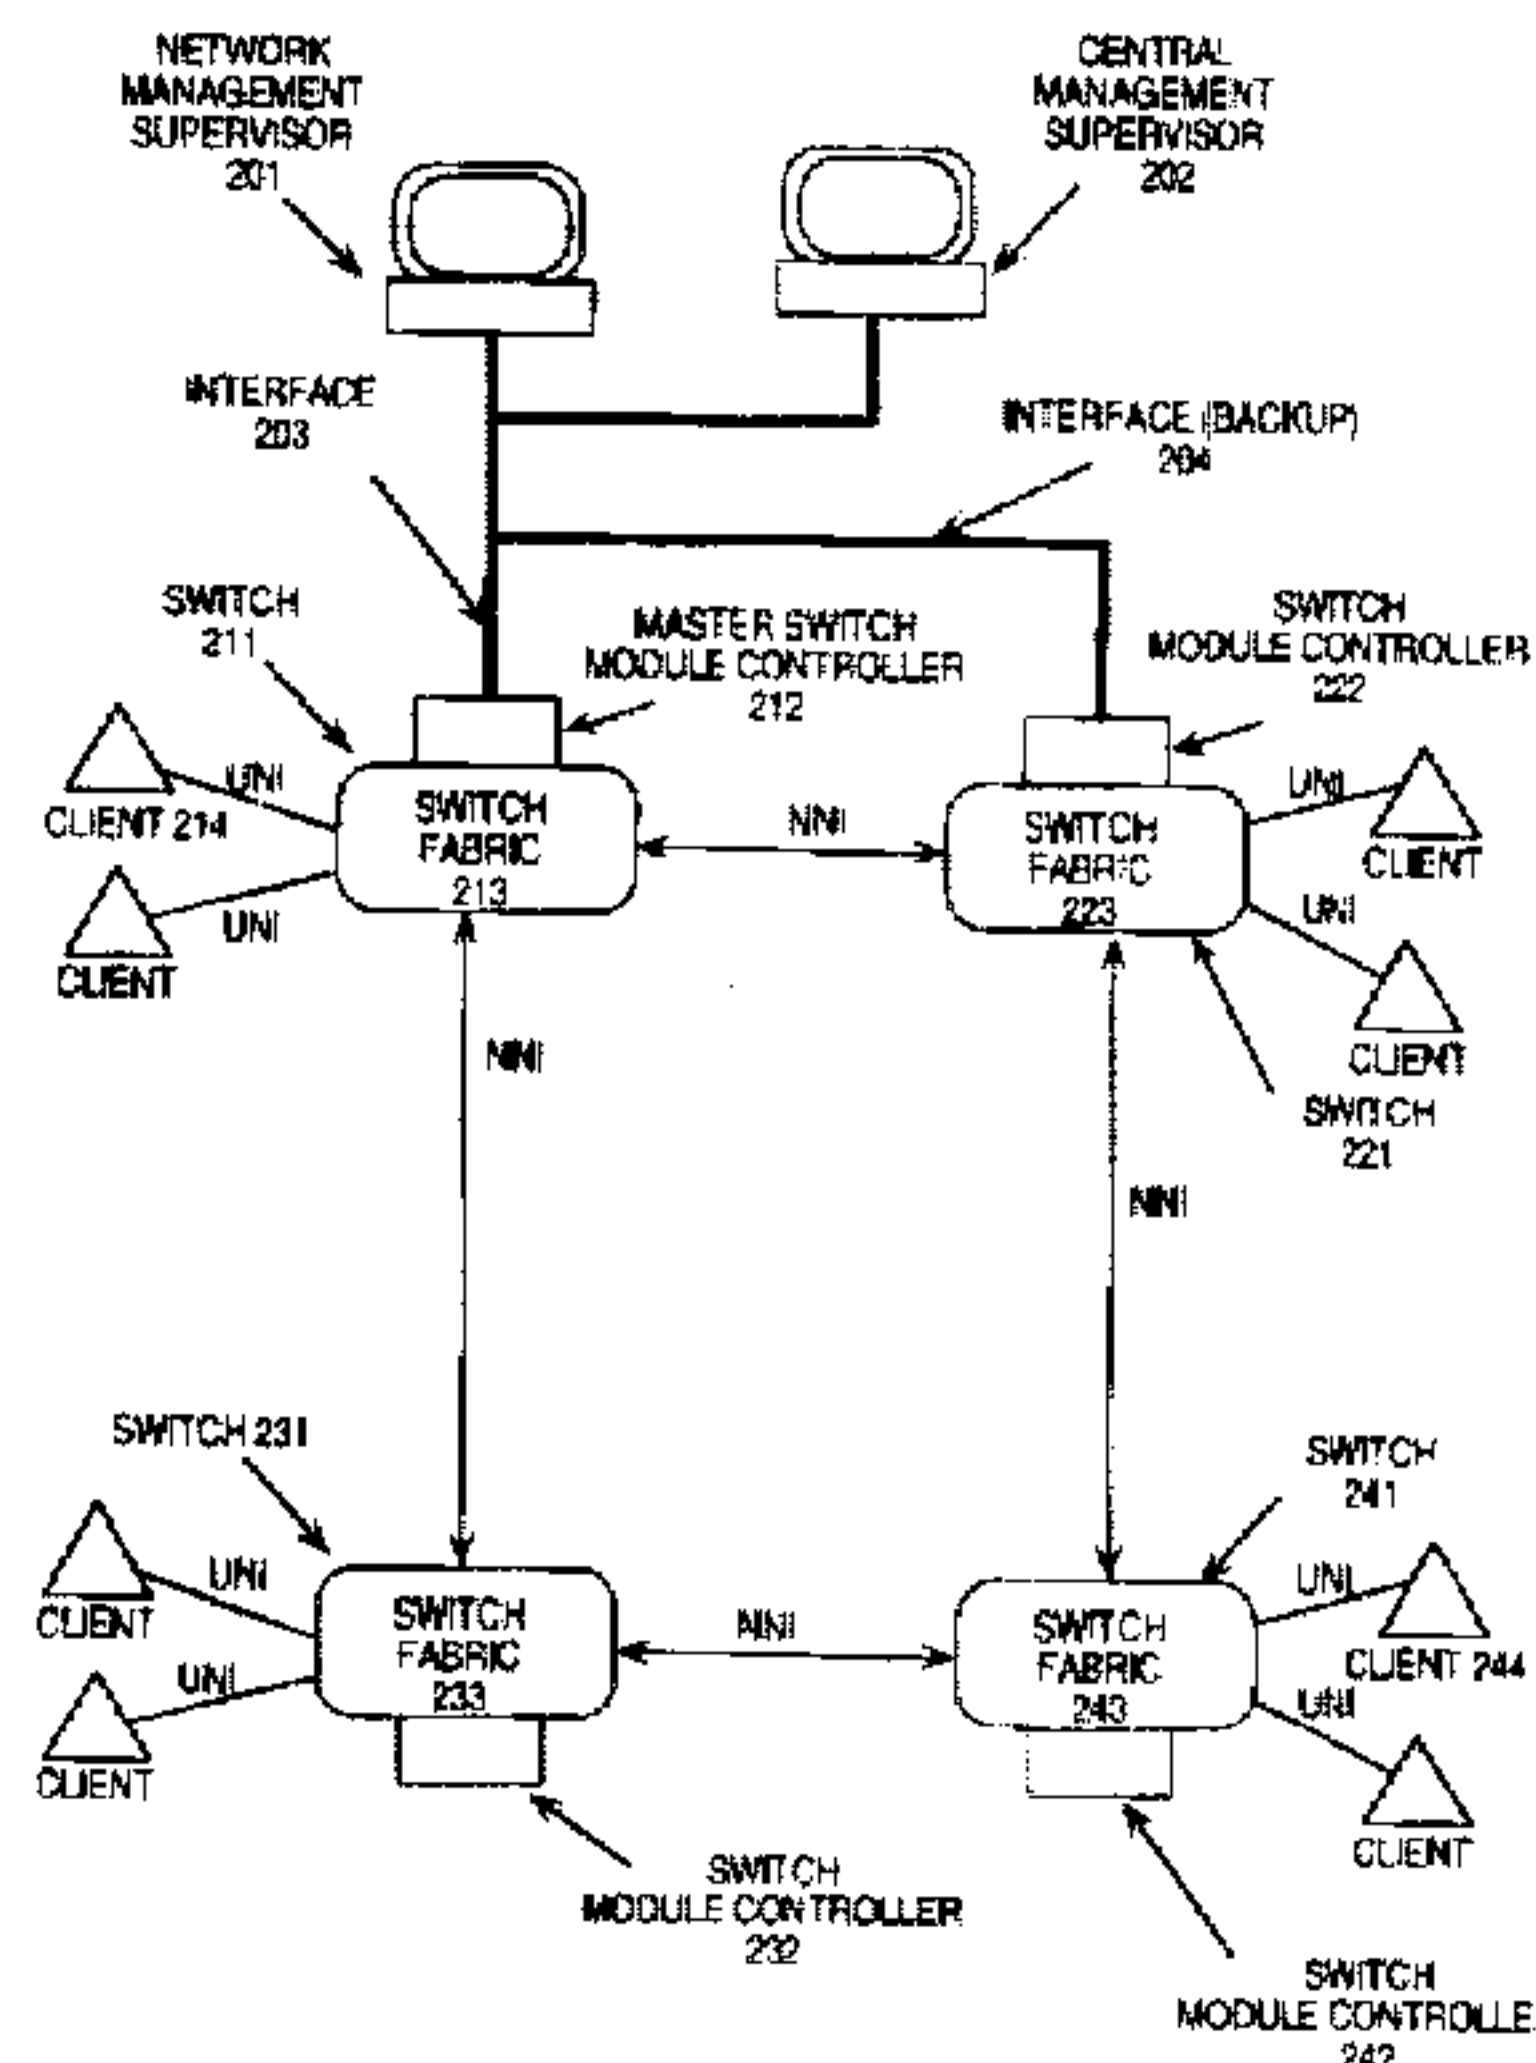 NETWORK
MANAGEMENT
SUPERVISOR
201
CENTRAL
MANAGEMENT
SUPERVISOR
202
INTERFACE
203
INTERFACE (BACKUP)
204
SWITCH
211
MASTER SWITCH
MODULE CONTROLLER
212
SWITCH
MODULE CONTROLLER
222
UNI
CLIENT 214
SWITCH
FABRIC
213
NNI
SWITCH
FABRIC
223
UNI
CLIENT
UNI
CLIENT
UNI
CLIENT
NNI
SWITCH
221
NNI
SWITCH 231
SWITCH
241
UNI
CLIENT
UNI
CLIENT
SWITCH
FABRIC
233
NNI
SWITCH
FABRIC
243
UNI
CLIENT 244
UNI
CLIENT
SWITCH
MODULE CONTROLLER
232
SWITCH
MODULE CONTROLLE
242